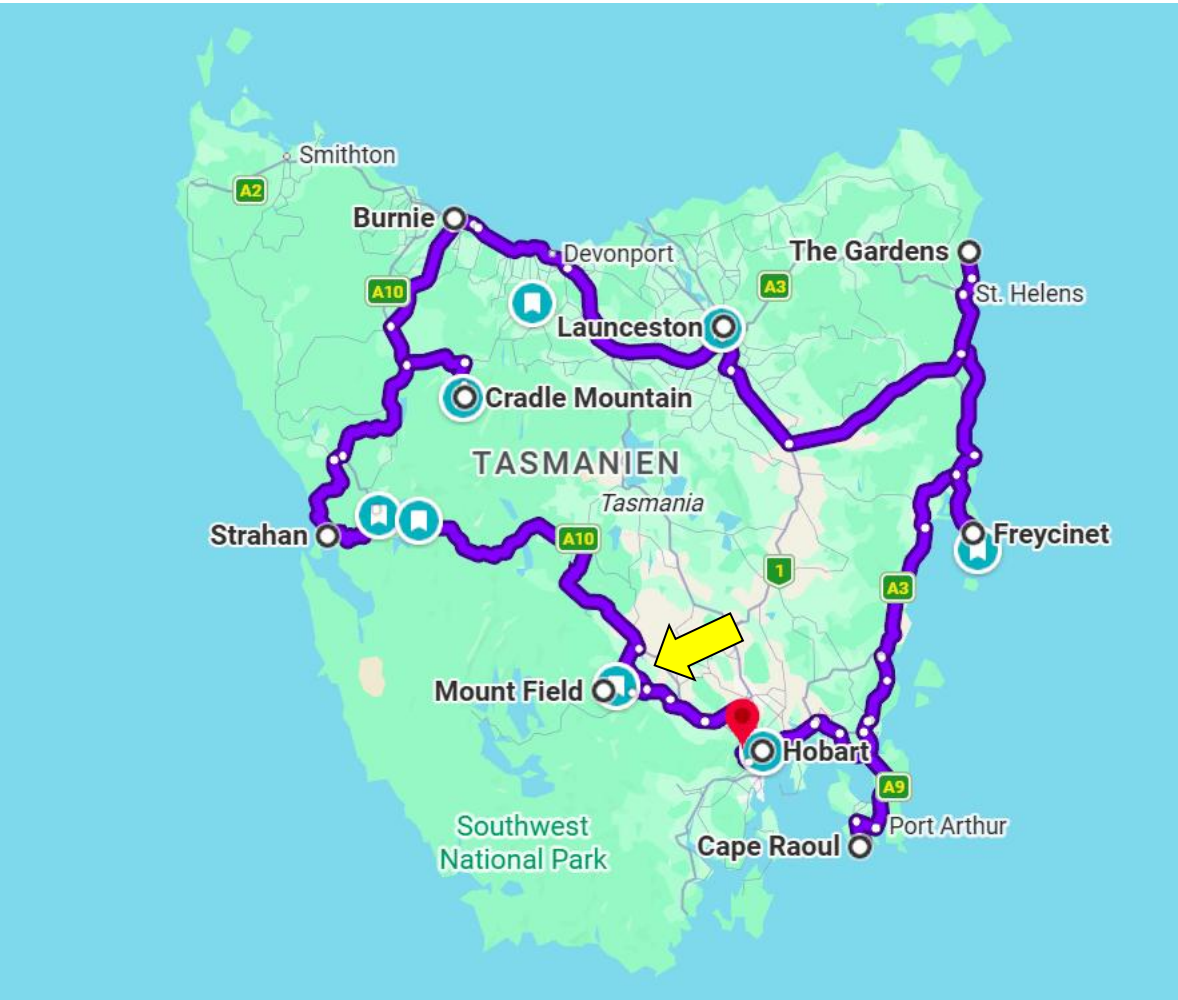 Smithton
A2
Burnie
Devonport
The Gardens
A10
A3
St. Helens
Launceston
Cradle Mountain
TASMANIEN
Tasmania
Strahan
A10
Freycinet
1
A3
Mount Field
Hobart
A9
Southwest
National Park
Port Arthur
Cape Raoul